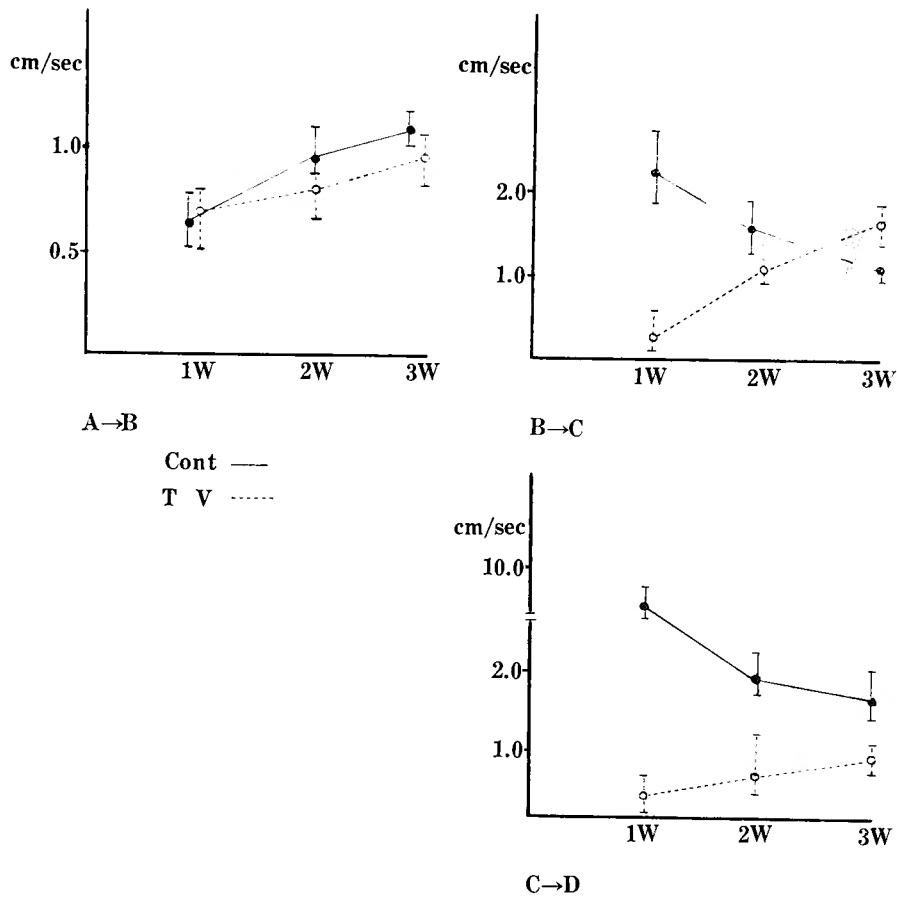 cm/sec
1.0
0.5
1W 2W 3W
A→B
Cont
T V
cm/sec
2.0
1.0
1W 2W 3W
B→C
cm/sec
10.0
2.0
1.0
1W 2W 3W
C→D